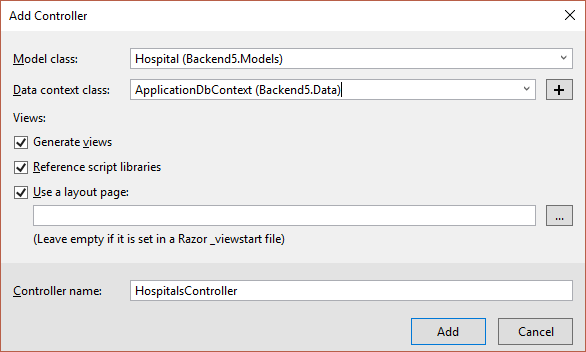 Add Controller
Model class:
Hospital (Backend5.Models)
Data context class:
ApplicationDbContext (Backend5.Data)
+
Views:
Generate views
Reference script libraries
Use a layout page:
...
(Leave empty if it is set in a Razor _viewstart file)
Controller name:
HospitalsController
Add
Cancel